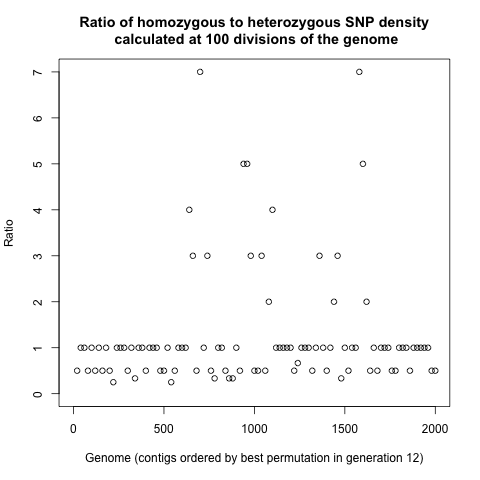 Ratio of homozygous to heterozygous SNP density
calculated at 100 divisions of the genome
7
6
5
4
3
2
1
0
Ratio
0 500 1000 1500 2000
Genome (contigs ordered by best permutation in generation 12)